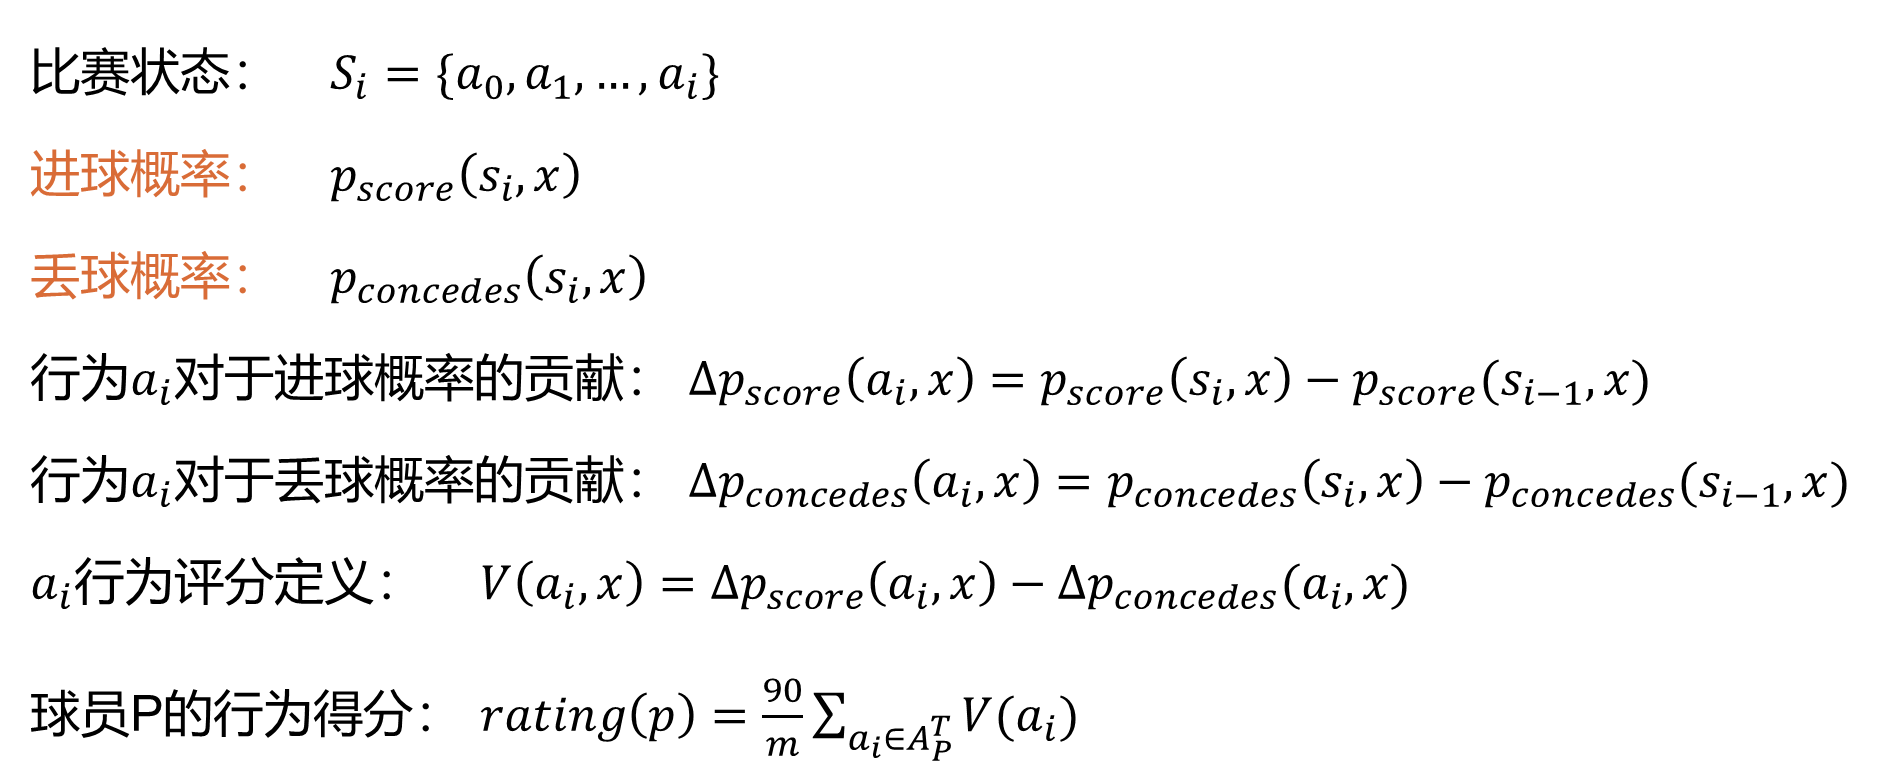 比赛状态： S_i = {a_0, a_1, …, a_i}
进球概率： p_score(s_i, x)
丢球概率： p_concedes(s_i, x)
行为a_i对于进球概率的贡献： Δp_score(a_i, x) = p_score(s_i, x) − p_score(s_{i−1}, x)
行为a_i对于丢球概率的贡献： Δp_concedes(a_i, x) = p_concedes(s_i, x) − p_concedes(s_{i−1}, x)
a_i行为评分定义： V(a_i, x) = Δp_score(a_i, x) − Δp_concedes(a_i, x)
球员P的行为得分： rating(p) = \frac{90}{m} ∑_{a_i∈A_P^T} V(a_i)